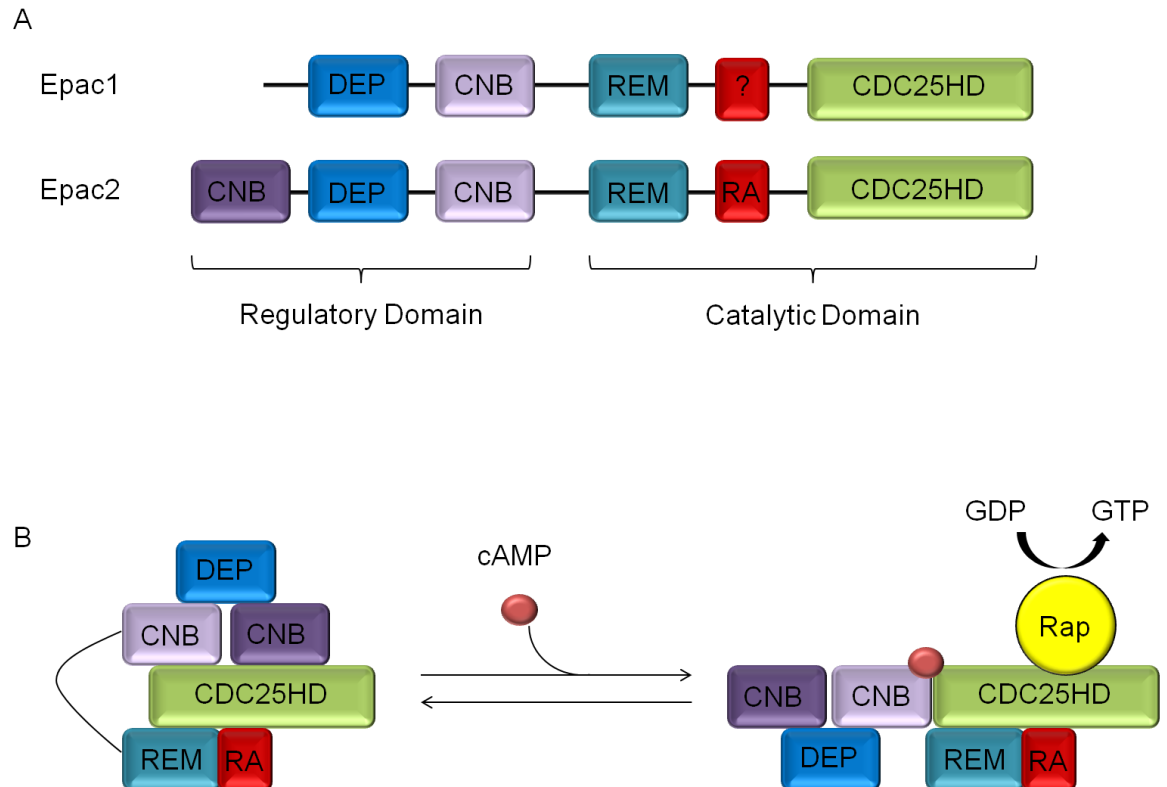 A
Epac1 DEP CNB REM ? CDC25HD
Epac2 CNB DEP CNB REM RA CDC25HD
Regulatory Domain Catalytic Domain
B
GDP GTP
DEP cAMP
CNB CNB Rap
CDC25HD CNB CNB CDC25HD
REM RA DEP REM RA